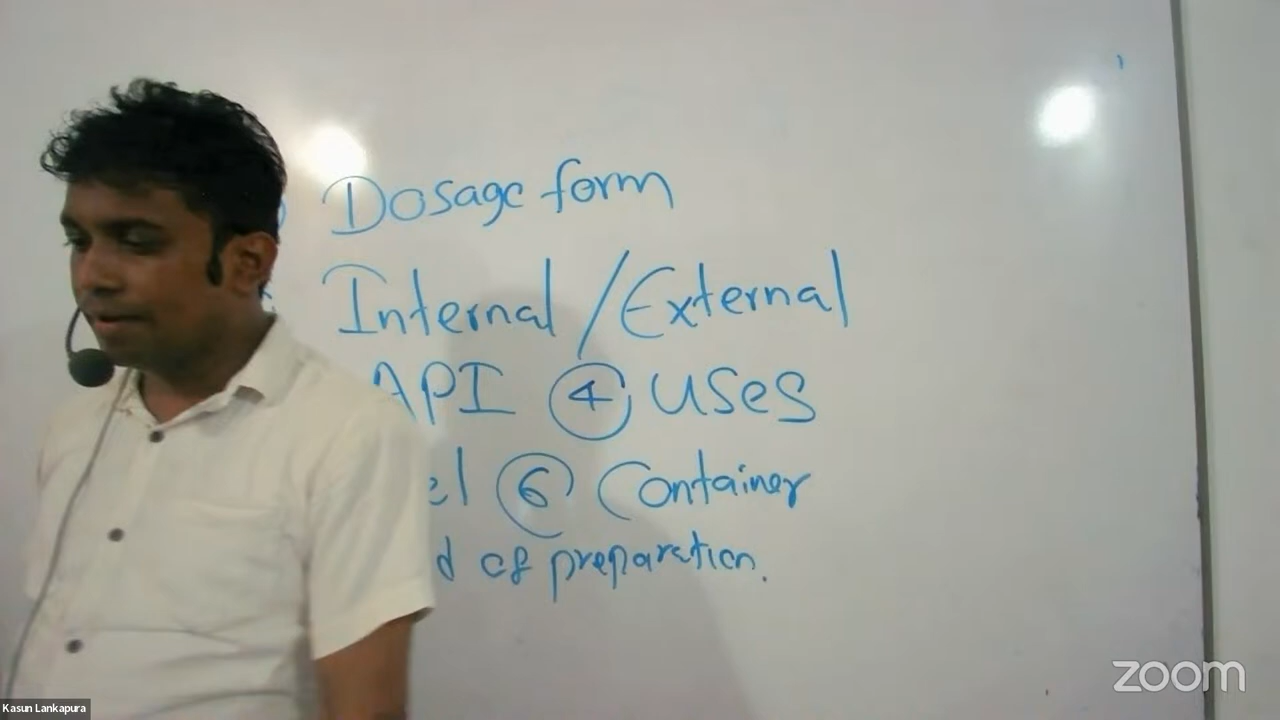 Dosage form
Internal / External
API ④ uses
el ⑥ Container
d of preparation.
zoom
Kasun Lankapura